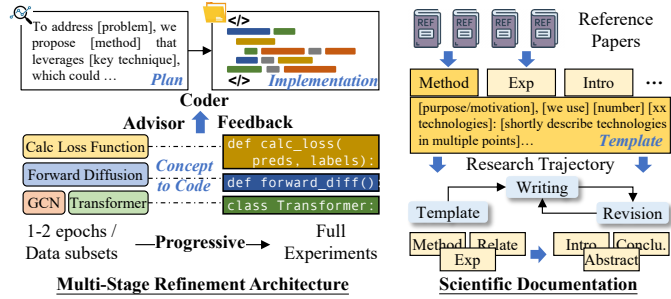 To address [problem], we
propose [method] that
leverages [key technique],
which could …
Plan
</>
</>
Implementation
Coder
Advisor Feedback
Calc Loss Function
Forward Diffusion
GCN
Transformer
Concept
to Code
def calc_loss(
preds, labels):
def forward_diff()
class Transformer:
1-2 epochs /
Data subsets
Progressive
Full
Experiments
Multi-Stage Refinement Architecture
REF
REF
REF
REF
Reference
Papers
Method
Exp
Intro
...
[purpose/motivation], [we use] [number] [xx
technologies]: [shortly describe technologies
in multiple points]…
Template
Research Trajectory
Writing
Template
Revision
Method
Relate
Exp
Intro
Conclu.
Abstract
Scientific Documentation